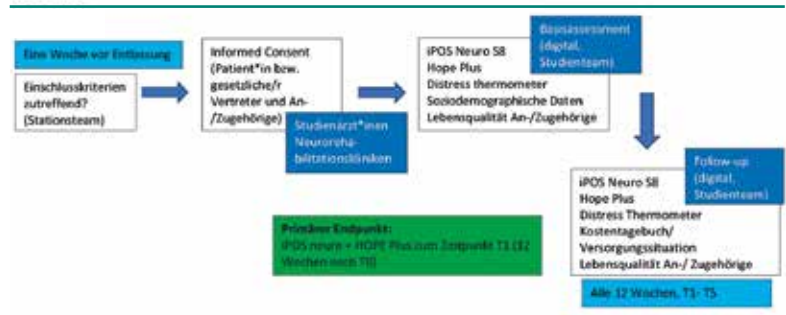 Eine Woche vor Entlassung
Einschlusskriterien
zutreffend?
(Stationsteam)
Informed Consent
(Patient*in bzw.
gesetzliche/r
Vertreter und An-
/Zugehörige)
Studienärzt*innen
Neuroreha-
bilitationskliniken
iPOS Neuro S8
Hope Plus
Distress thermometer
Soziodemographische Daten
Lebensqualität An-/Zugehörige
Basisassessment
(digital,
Studienteam)
Follow-up
(digital,
Studienteam)
iPOS Neuro S8
Hope Plus
Distress Thermometer
Kostentagebuch/
Versorgungssituation
Lebensqualität An-/ Zugehörige
Alle 12 Wochen, T1- T5
Primärer Endpunkt:
iPOS neuro + HOPE Plus zum Zeitpunkt T1 (12
Wochen nach T0)